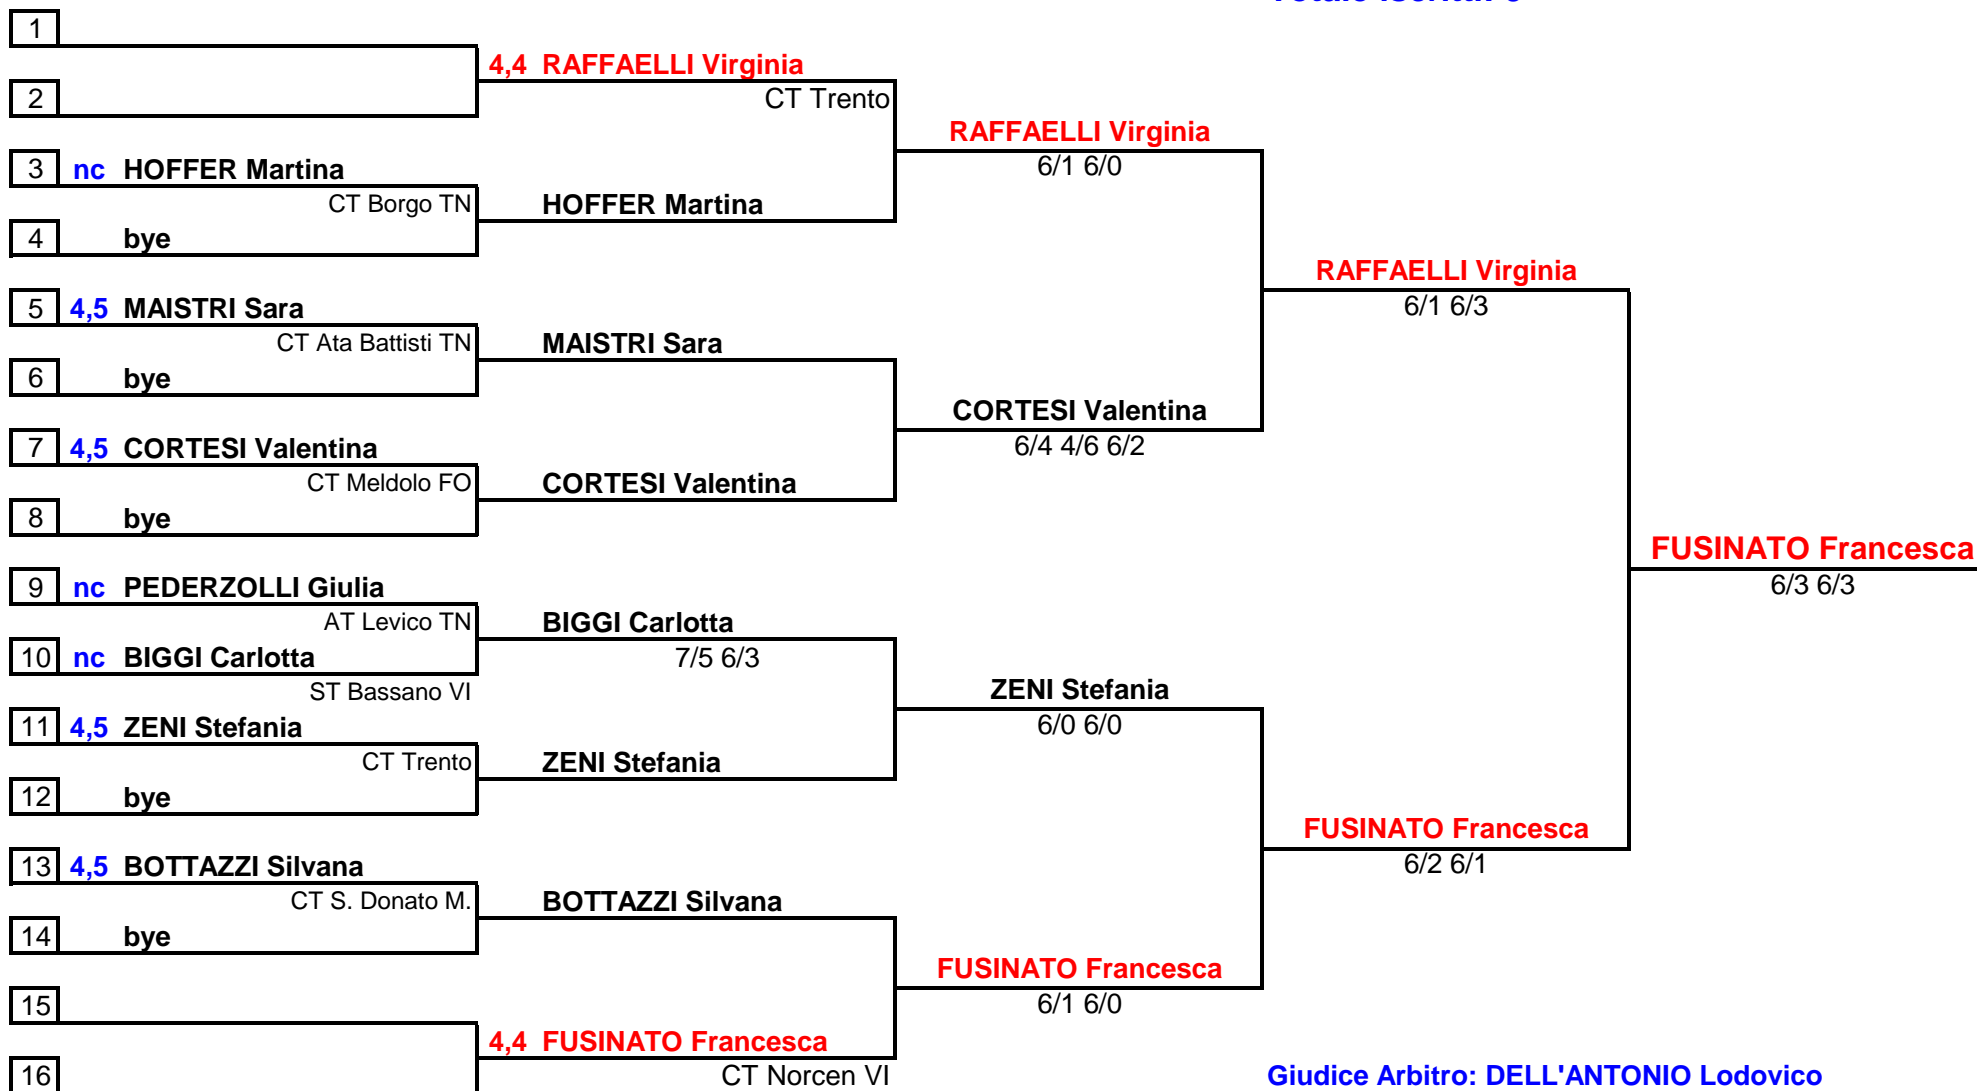 1
4,4 RAFFAELLI Virginia
2
CT Trento
RAFFAELLI Virginia
6/1 6/0
3 nc HOFFER Martina
CT Borgo TN
HOFFER Martina
4 bye
RAFFAELLI Virginia
6/1 6/3
5 4,5 MAISTRI Sara
CT Ata Battisti TN
MAISTRI Sara
6 bye
CORTESI Valentina
6/4 4/6 6/2
7 4,5 CORTESI Valentina
CT Meldolo FO
CORTESI Valentina
8 bye
FUSINATO Francesca
6/3 6/3
9 nc PEDERZOLLI Giulia
AT Levico TN
BIGGI Carlotta
7/5 6/3
10 nc BIGGI Carlotta
ST Bassano VI
ZENI Stefania
6/0 6/0
11 4,5 ZENI Stefania
CT Trento
ZENI Stefania
12 bye
FUSINATO Francesca
6/2 6/1
13 4,5 BOTTAZZI Silvana
CT S. Donato M.
BOTTAZZI Silvana
14 bye
FUSINATO Francesca
6/1 6/0
15
4,4 FUSINATO Francesca
16
CT Norcen VI
Giudice Arbitro: DELL'ANTONIO Lodovico